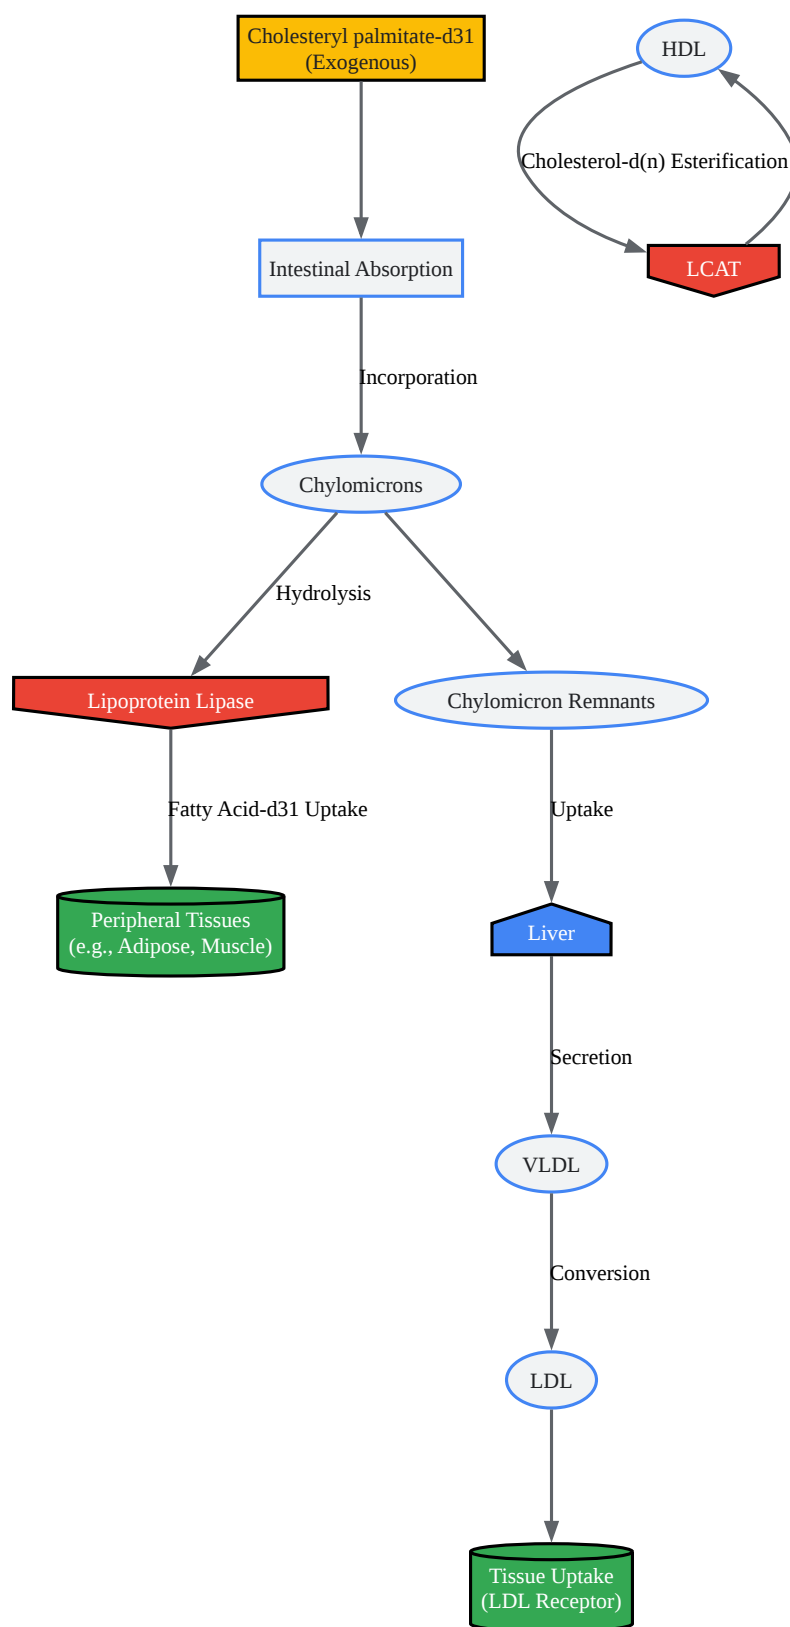 Cholesteryl palmitate-d31
(Exogenous)
HDL
Cholesterol-d(n) Esterification
LCAT
Intestinal Absorption
Incorporation
Chylomicrons
Hydrolysis
Lipoprotein Lipase
Chylomicron Remnants
Fatty Acid-d31 Uptake
Uptake
Peripheral Tissues
(e.g., Adipose, Muscle)
Liver
Secretion
VLDL
Conversion
LDL
Tissue Uptake
(LDL Receptor)